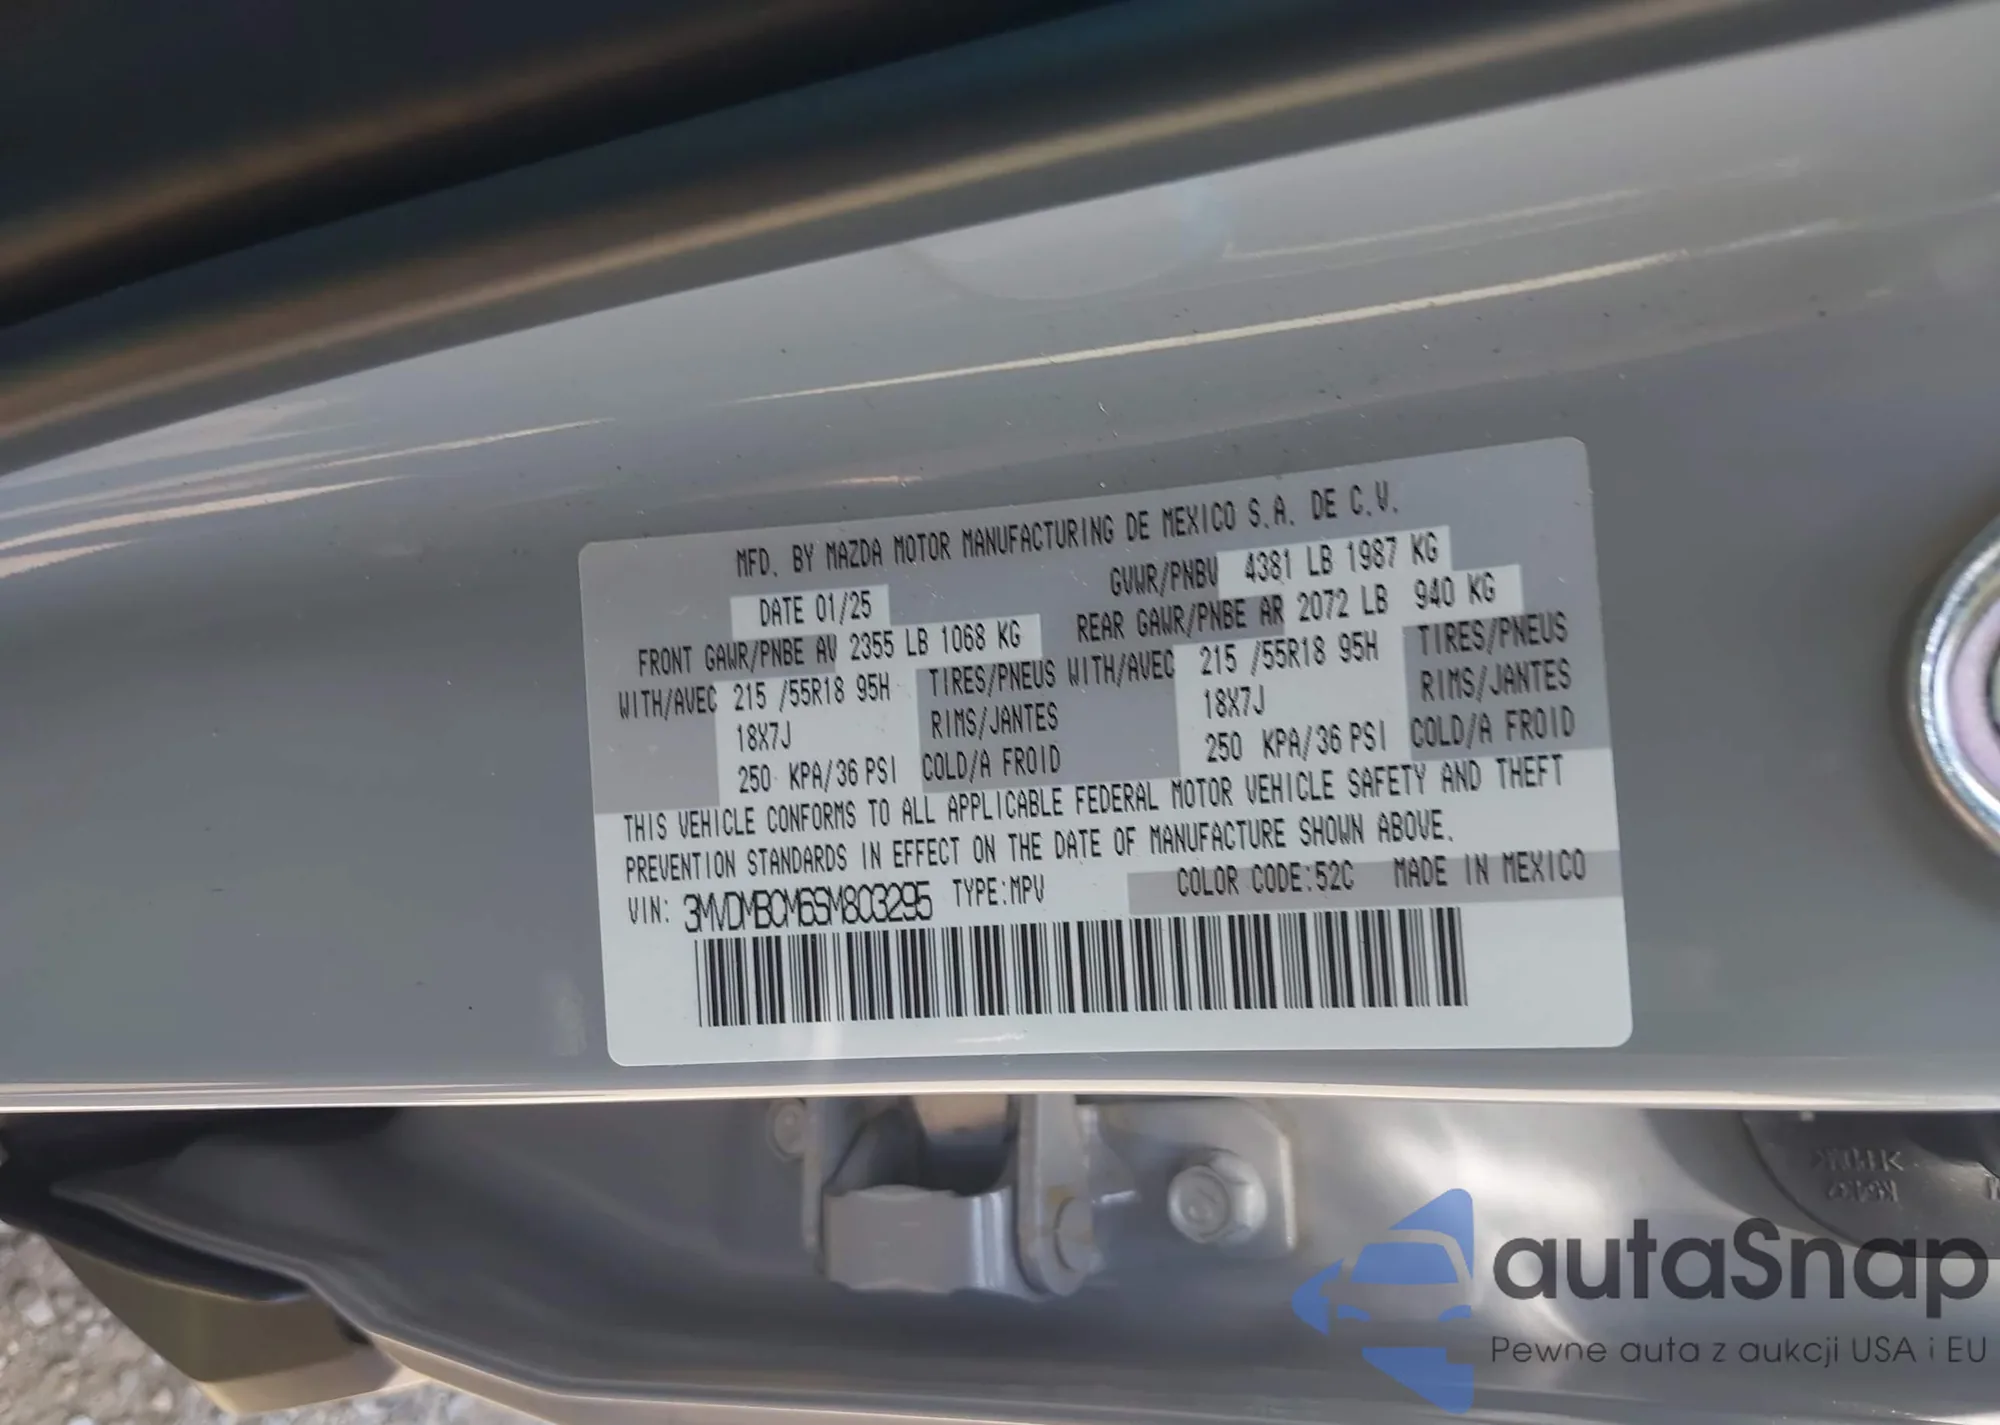 MFD. BY MAZDA MOTOR MANUFACTURING DE MEXICO S.A. DE C.V.
DATE 01/25
GVWR/PNBV 4381 LB 1987 KG
FRONT GAWR/PNBE AV 2355 LB 1068 KG
REAR GAWR/PNBE AR 2072 LB 940 KG
WITH/AVEC 215 /55R18 95H TIRES/PNEUS
WITH/AVEC 215 /55R18 95H TIRES/PNEUS
18X7J RIMS/JANTES
18X7J RIMS/JANTES
250 KPA/36 PSI COLD/A FROID
250 KPA/36 PSI COLD/A FROID
THIS VEHICLE CONFORMS TO ALL APPLICABLE FEDERAL MOTOR VEHICLE SAFETY AND THEFT
PREVENTION STANDARDS IN EFFECT ON THE DATE OF MANUFACTURE SHOWN ABOVE.
VIN: 3MVDMBCM6SM803295 TYPE:MPV COLOR CODE:52C MADE IN MEXICO
autaSnap
Pewne auta z aukcji USA i EU